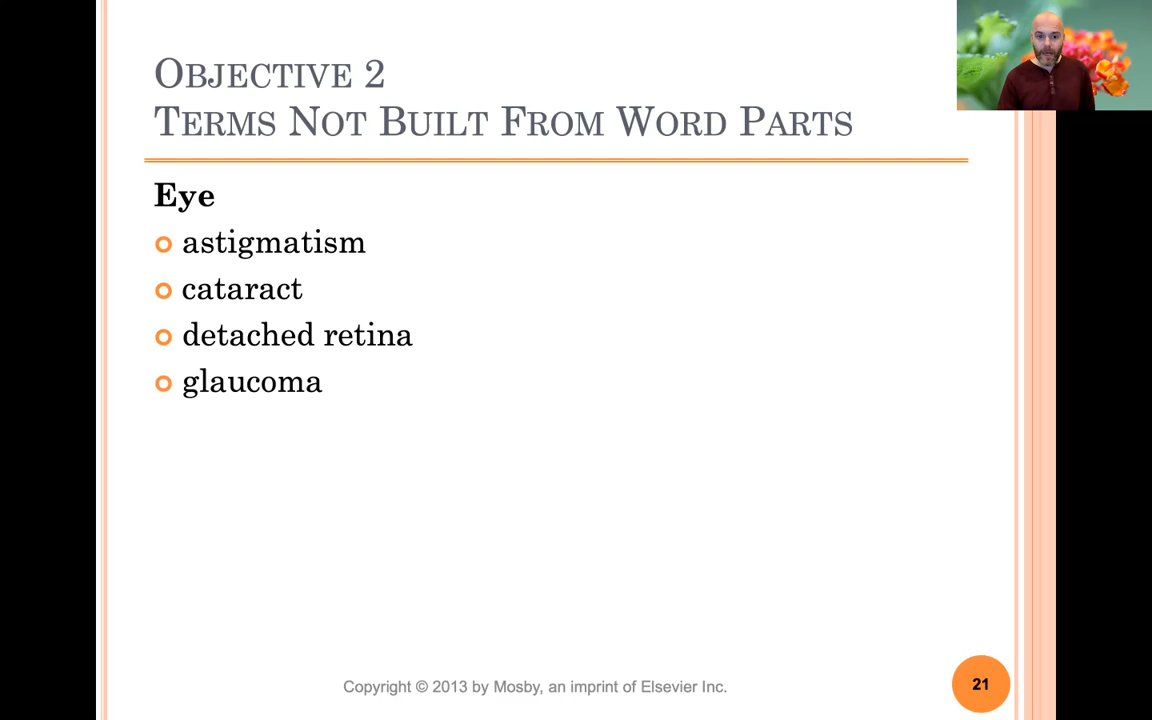 OBJECTIVE 2
TERMS NOT BUILT FROM WORD PARTS
Eye
astigmatism
cataract
detached retina
glaucoma
Copyright © 2013 by Mosby, an imprint of Elsevier Inc.
21